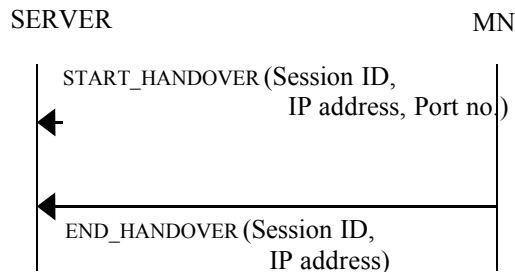 SERVER MN
START_HANDOVER (Session ID,
IP address, Port no.)
END_HANDOVER (Session ID,
IP address)